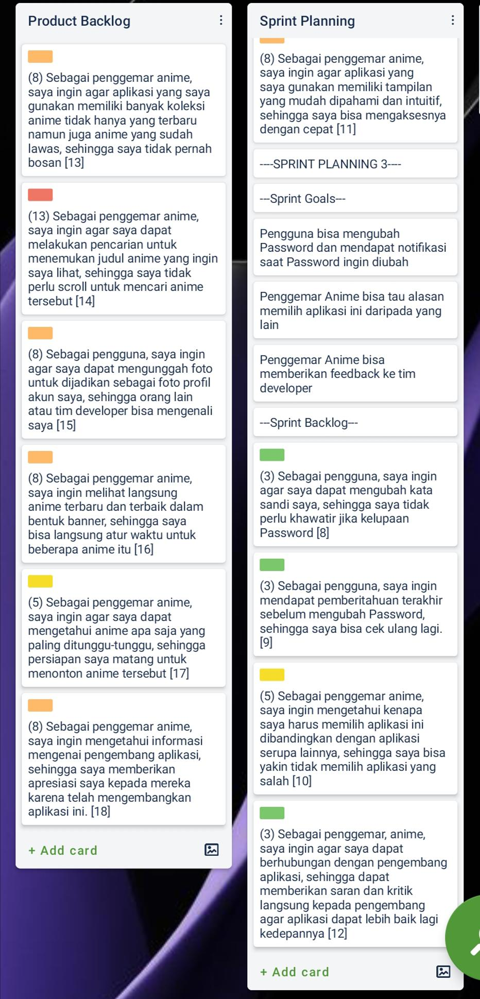 Product Backlog
(8) Sebagai penggemar anime,
saya ingin agar aplikasi yang saya
gunakan memiliki banyak koleksi
anime tidak hanya yang terbaru
namun juga anime yang sudah
lawas, sehingga saya tidak pernah
bosan [13]
(13) Sebagai penggemar anime,
saya ingin agar saya dapat
melakukan pencarian untuk
menemukan judul anime yang ingin
saya lihat, sehingga saya tidak
perlu scroll untuk mencari anime
tersebut [14]
(8) Sebagai pengguna, saya ingin
agar saya dapat mengunggah foto
untuk dijadikan sebagai foto profil
akun saya, sehingga orang lain
atau tim developer bisa mengenali
saya [15]
(8) Sebagai penggemar anime,
saya ingin melihat langsung
anime terbaru dan terbaik dalam
bentuk banner, sehingga saya
bisa langsung atur waktu untuk
beberapa anime itu [16]
(5) Sebagai penggemar anime,
saya ingin agar saya dapat
mengetahui anime apa saja yang
paling ditunggu-tunggu, sehingga
persiapan saya matang untuk
menonton anime tersebut [17]
(8) Sebagai penggemar anime,
saya ingin mengetahui informasi
mengenai pengembang aplikasi,
sehingga saya memberikan
apresiasi saya kepada mereka
karena telah mengembangkan
aplikasi ini. [18]
+ Add card
Sprint Planning
(8) Sebagai penggemar anime,
saya ingin agar aplikasi yang
saya gunakan memiliki tampilan
yang mudah dipahami dan intuitif,
sehingga saya bisa mengaksesnya
dengan cepat [11]
----SPRINT PLANNING 3----
---Sprint Goals---
Pengguna bisa mengubah
Password dan mendapat notifikasi
saat Password ingin diubah
Penggemar Anime bisa tau alasan
memilih aplikasi ini daripada yang
lain
Penggemar Anime bisa
memberikan feedback ke tim
developer
---Sprint Backlog---
(3) Sebagai pengguna, saya ingin
agar saya dapat mengubah kata
sandi saya, sehingga saya tidak
perlu khawatir jika kelupaan
Password [8]
(3) Sebagai pengguna, saya ingin
mendapat pemberitahuan terakhir
sebelum mengubah Password,
sehingga saya bisa cek ulang lagi.
[9]
(5) Sebagai penggemar anime,
saya ingin mengetahui kenapa
saya harus memilih aplikasi ini
dibandingkan dengan aplikasi
serupa lainnya, sehingga saya bisa
yakin tidak memilih aplikasi yang
salah [10]
(3) Sebagai penggemar, anime,
saya ingin agar saya dapat
berhubungan dengan pengembang
aplikasi, sehingga dapat
memberikan saran dan kritik
langsung kepada pengembang
agar aplikasi dapat lebih baik lagi
kedepannya [12]
+ Add card